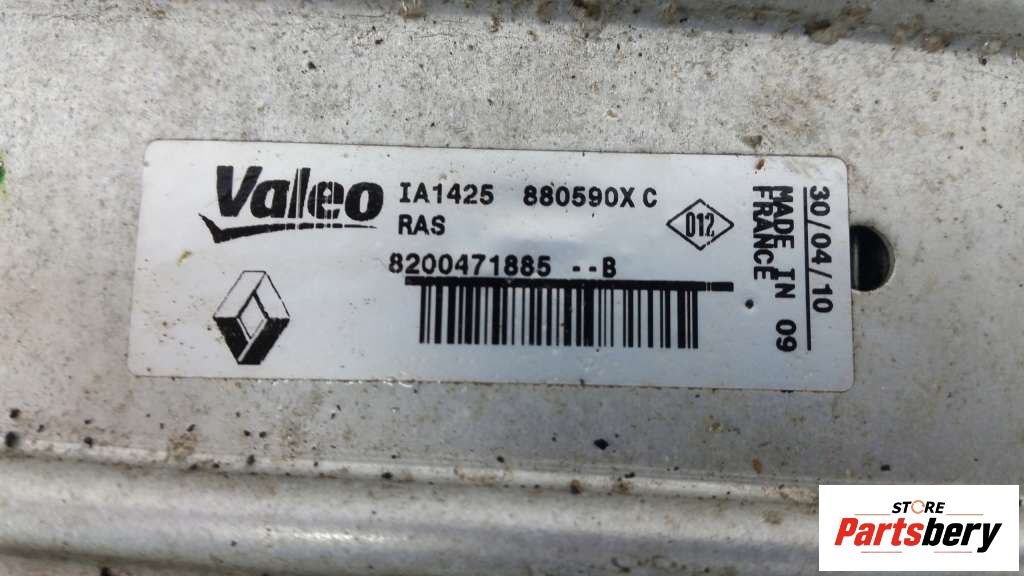 Valeo
IA1425 880590X C
RAS
8200471885 --B
012
30/04/10
MADE IN 09
FRANCE
STORE
Partsbery